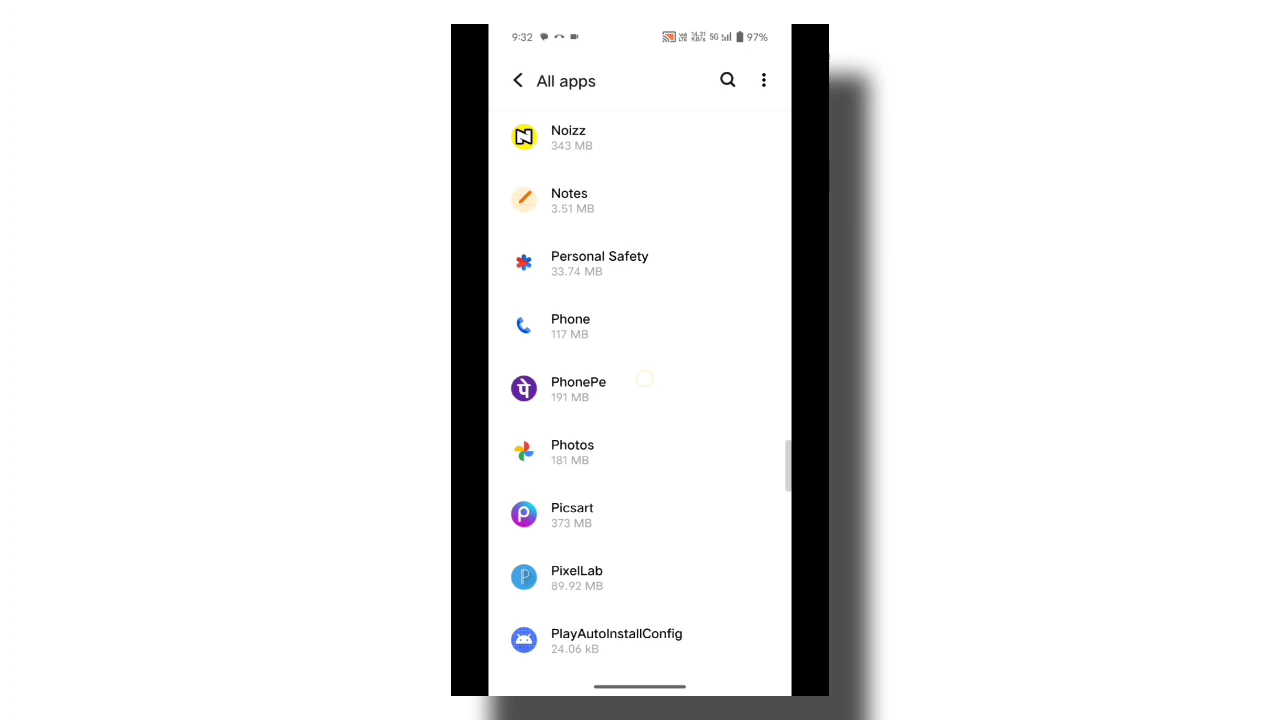 9:32 5G 97%
All apps
Noizz
343 MB
Notes
3.51 MB
Personal Safety
33.74 MB
Phone
117 MB
पे
PhonePe
191 MB
Photos
181 MB
Picsart
373 MB
PixelLab
89.92 MB
PlayAutoInstallConfig
24.06 kB